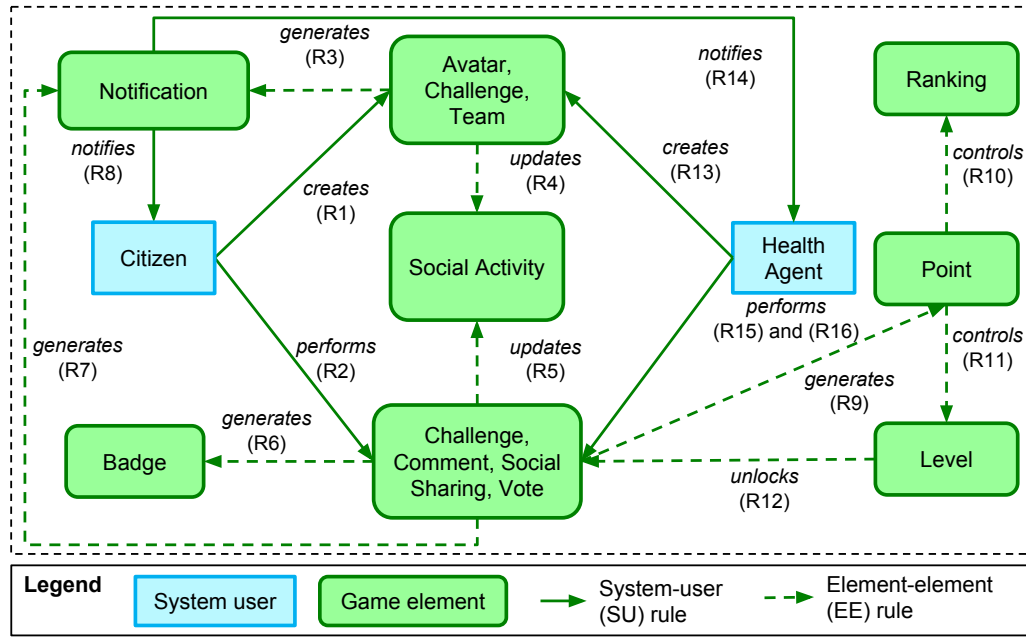 generates
(R3)
Notification
Avatar,
Challenge,
Team
notifies
(R14)
Ranking
notifies
(R8)
creates
(R1)
updates
(R4)
creates
(R13)
controls
(R10)
Citizen
Social Activity
Health
Agent
Point
generates
(R7)
performs
(R2)
updates
(R5)
performs
(R15) and (R16)
generates
(R9)
controls
(R11)
Badge
generates
(R6)
Challenge,
Comment, Social
Sharing, Vote
unlocks
(R12)
Level
Legend
System user
Game element
System-user
(SU) rule
Element-element
(EE) rule